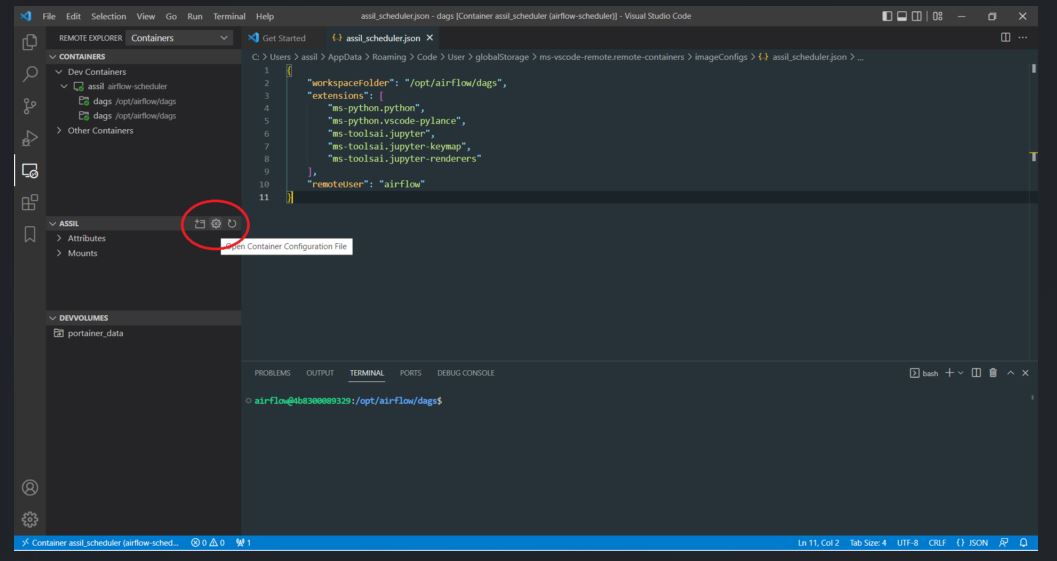 File Edit Selection View Go Run Terminal Help
assil_scheduler.json - dags [Container assil_scheduler (airflow-scheduler)] - Visual Studio Code
REMOTE EXPLORER Containers
CONTAINERS
Dev Containers
assil airflow-scheduler
dags /opt/airflow/dags
dags /opt/airflow/dags
Other Containers
ASSIL
Attributes
Mounts
Open Container Configuration File
DEVVOLUMES
portainer_data
Get Started {.} assil_scheduler.json
C: > Users > assil > AppData > Roaming > Code > User > globalStorage > ms-vscode-remote.remote-containers > imageConfigs > {.} assil_scheduler.json > ...
1 {
2 "workspaceFolder": "/opt/airflow/dags",
3 "extensions": [
4 "ms-python.python",
5 "ms-python.vscode-pylance",
6 "ms-toolsai.jupyter",
7 "ms-toolsai.jupyter-keymap",
8 "ms-toolsai.jupyter-renderers"
9 ],
10 "remoteUser": "airflow"
11 }
PROBLEMS OUTPUT TERMINAL PORTS DEBUG CONSOLE
bash
airflow@4b8300089329:/opt/airflow/dags$
Container assil_scheduler (airflow-sched... 0 0 1
Ln 11, Col 2 Tab Size: 4 UTF-8 CRLF {} JSON